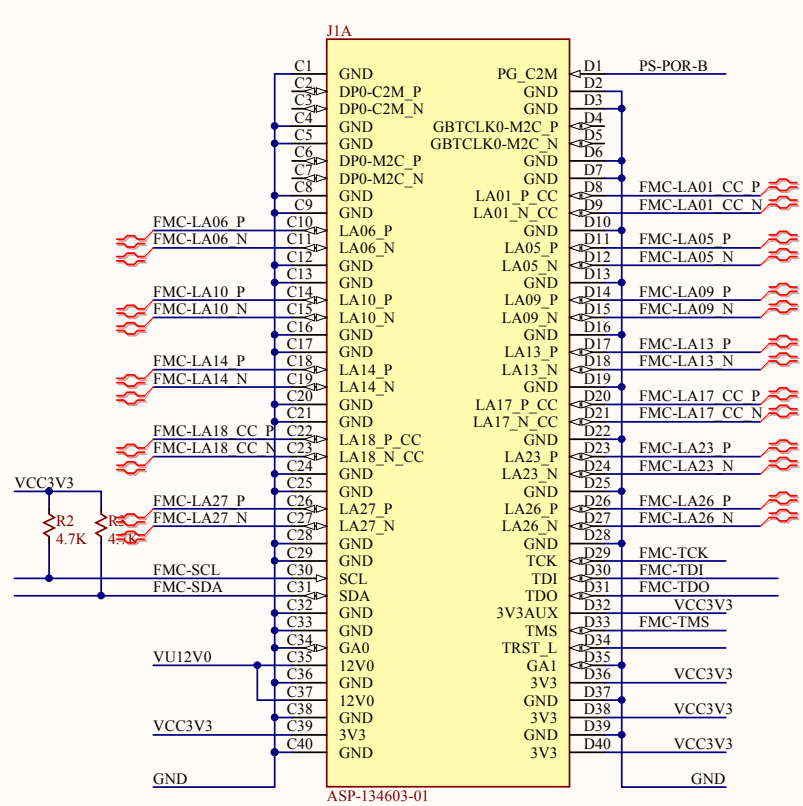 J1A
C1 GND PG_C2M D1 PS-POR-B
C2 DP0-C2M_P GND D2
C3 DP0-C2M_N GND D3
C4 GND GBTCLK0-M2C_P D4
C5 GND GBTCLK0-M2C_N D5
C6 DP0-M2C_P GND D6
C7 DP0-M2C_N GND D7
C8 GND LA01_P_CC D8 FMC-LA01_CC_P
C9 GND LA01_N_CC D9 FMC-LA01_CC_N
FMC-LA06_P C10 LA06_P GND D10
FMC-LA06_N C11 LA06_N LA05_P D11 FMC-LA05_P
C12 GND LA05_N D12 FMC-LA05_N
C13 GND GND D13
FMC-LA10_P C14 LA10_P LA09_P D14 FMC-LA09_P
FMC-LA10_N C15 LA10_N LA09_N D15 FMC-LA09_N
C16 GND GND D16
C17 GND LA13_P D17 FMC-LA13_P
FMC-LA14_P C18 LA14_P LA13_N D18 FMC-LA13_N
FMC-LA14_N C19 LA14_N GND D19
C20 GND LA17_P_CC D20 FMC-LA17_CC_P
C21 GND LA17_N_CC D21 FMC-LA17_CC_N
FMC-LA18_CC_P C22 LA18_P_CC GND D22
FMC-LA18_CC_N C23 LA18_N_CC LA23_P D23 FMC-LA23_P
C24 GND LA23_N D24 FMC-LA23_N
VCC3V3 C25 GND GND D25
FMC-LA27_P C26 LA27_P LA26_P D26 FMC-LA26_P
R2 R3 FMC-LA27_N C27 LA27_N LA26_N D27 FMC-LA26_N
4.7K 4.7K C28 GND GND D28
C29 GND TCK D29 FMC-TCK
FMC-SCL C30 SCL TDI D30 FMC-TDI
FMC-SDA C31 SDA TDO D31 FMC-TDO
C32 GND 3V3AUX D32 VCC3V3
C33 GND TMS D33 FMC-TMS
C34 GA0 TRST_L D34
VU12V0 C35 12V0 GA1 D35
C36 GND 3V3 D36 VCC3V3
C37 12V0 GND D37
C38 GND 3V3 D38 VCC3V3
VCC3V3 C39 3V3 GND D39
C40 GND 3V3 D40 VCC3V3
GND GND
ASP-134603-01